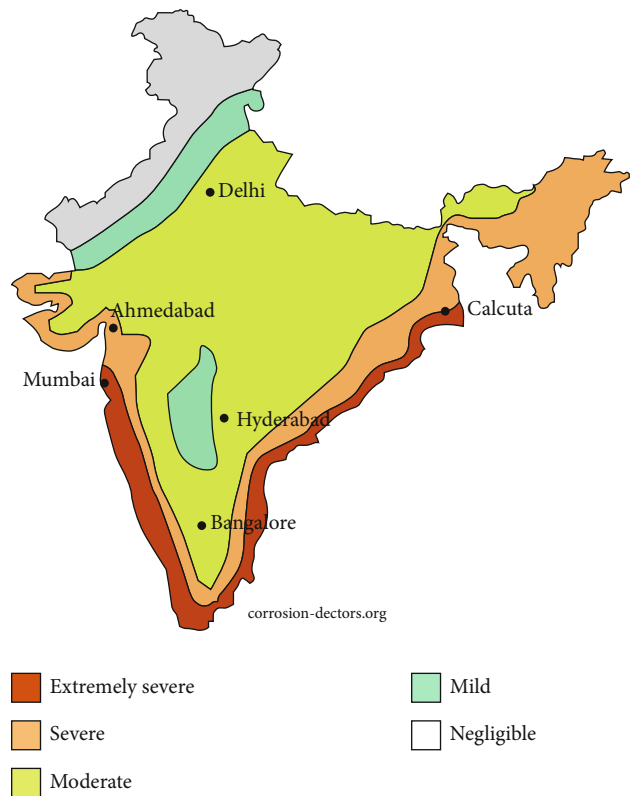 Delhi
Ahmedabad
Calcuta
Mumbai
Hyderabad
Bangalore
corrosion-dectors.org
Extremely severe
Severe
Moderate
Mild
Negligible